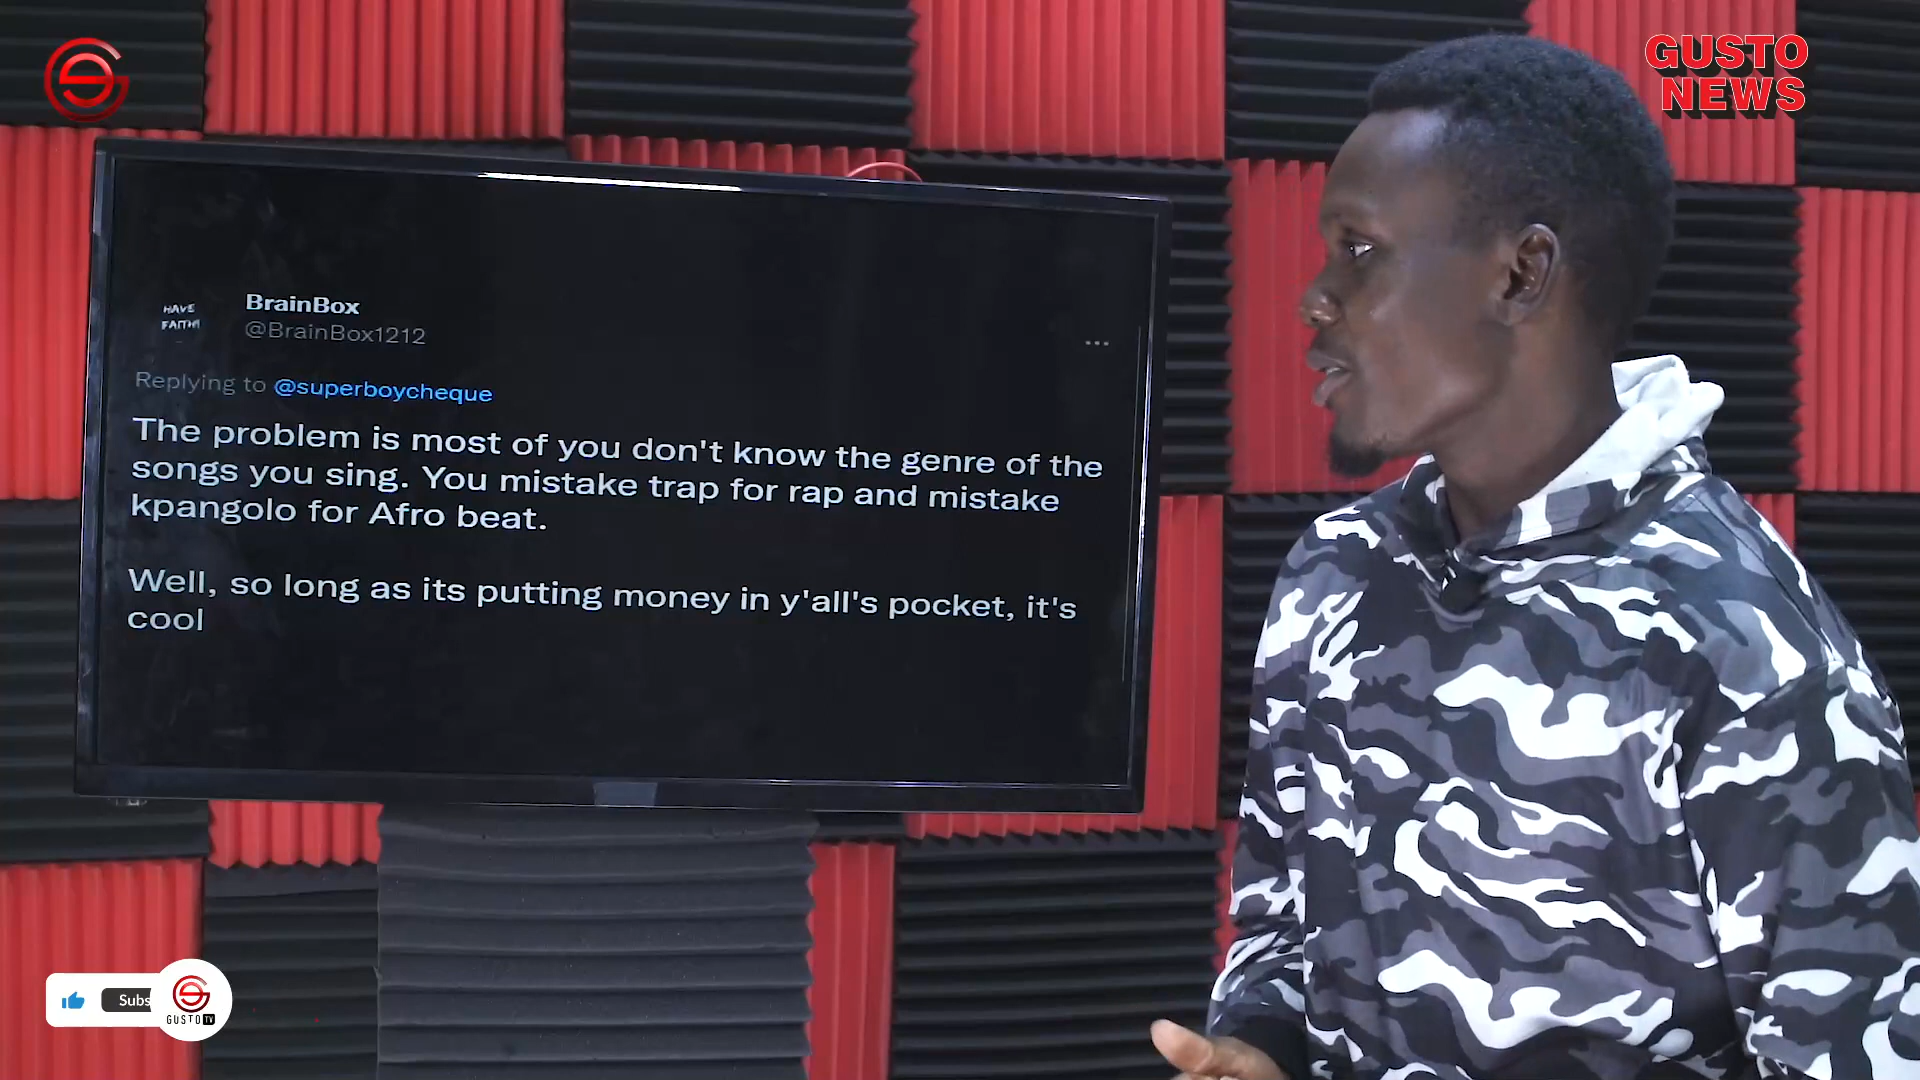 GUSTO
NEWS
HAVE
FAITH!
BrainBox
@BrainBox1212
...
Replying to @superboycheque
The problem is most of you don't know the genre of the
songs you sing. You mistake trap for rap and mistake
kpangolo for Afro beat.
Well, so long as its putting money in y'all's pocket, it's
cool
Subs
GUSTO TV